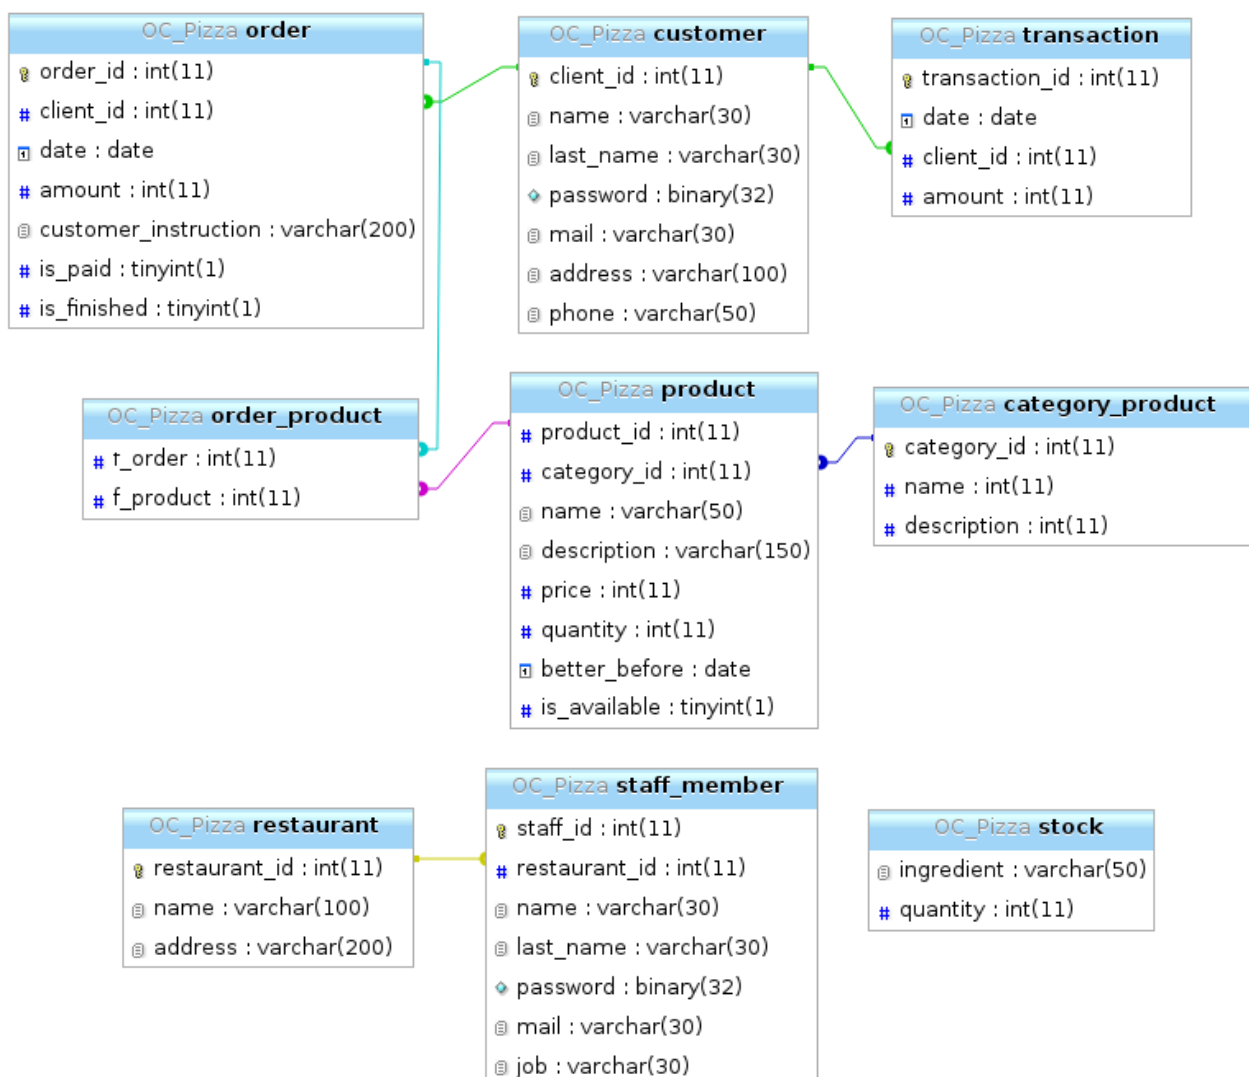 OC_Pizza order
order_id : int(11)
client_id : int(11)
date : date
amount : int(11)
customer_instruction : varchar(200)
is_paid : tinyint(1)
is_finished : tinyint(1)
OC_Pizza customer
client_id : int(11)
name : varchar(30)
last_name : varchar(30)
password : binary(32)
mail : varchar(30)
address : varchar(100)
phone : varchar(50)
OC_Pizza transaction
transaction_id : int(11)
date : date
client_id : int(11)
amount : int(11)
OC_Pizza order_product
f_order : int(11)
f_product : int(11)
OC_Pizza product
product_id : int(11)
category_id : int(11)
name : varchar(50)
description : varchar(150)
price : int(11)
quantity : int(11)
better_before : date
is_available : tinyint(1)
OC_Pizza category_product
category_id : int(11)
name : int(11)
description : int(11)
OC_Pizza restaurant
restaurant_id : int(11)
name : varchar(100)
address : varchar(200)
OC_Pizza staff_member
staff_id : int(11)
restaurant_id : int(11)
name : varchar(30)
last_name : varchar(30)
password : binary(32)
mail : varchar(30)
job : varchar(30)
OC_Pizza stock
ingredient : varchar(50)
quantity : int(11)